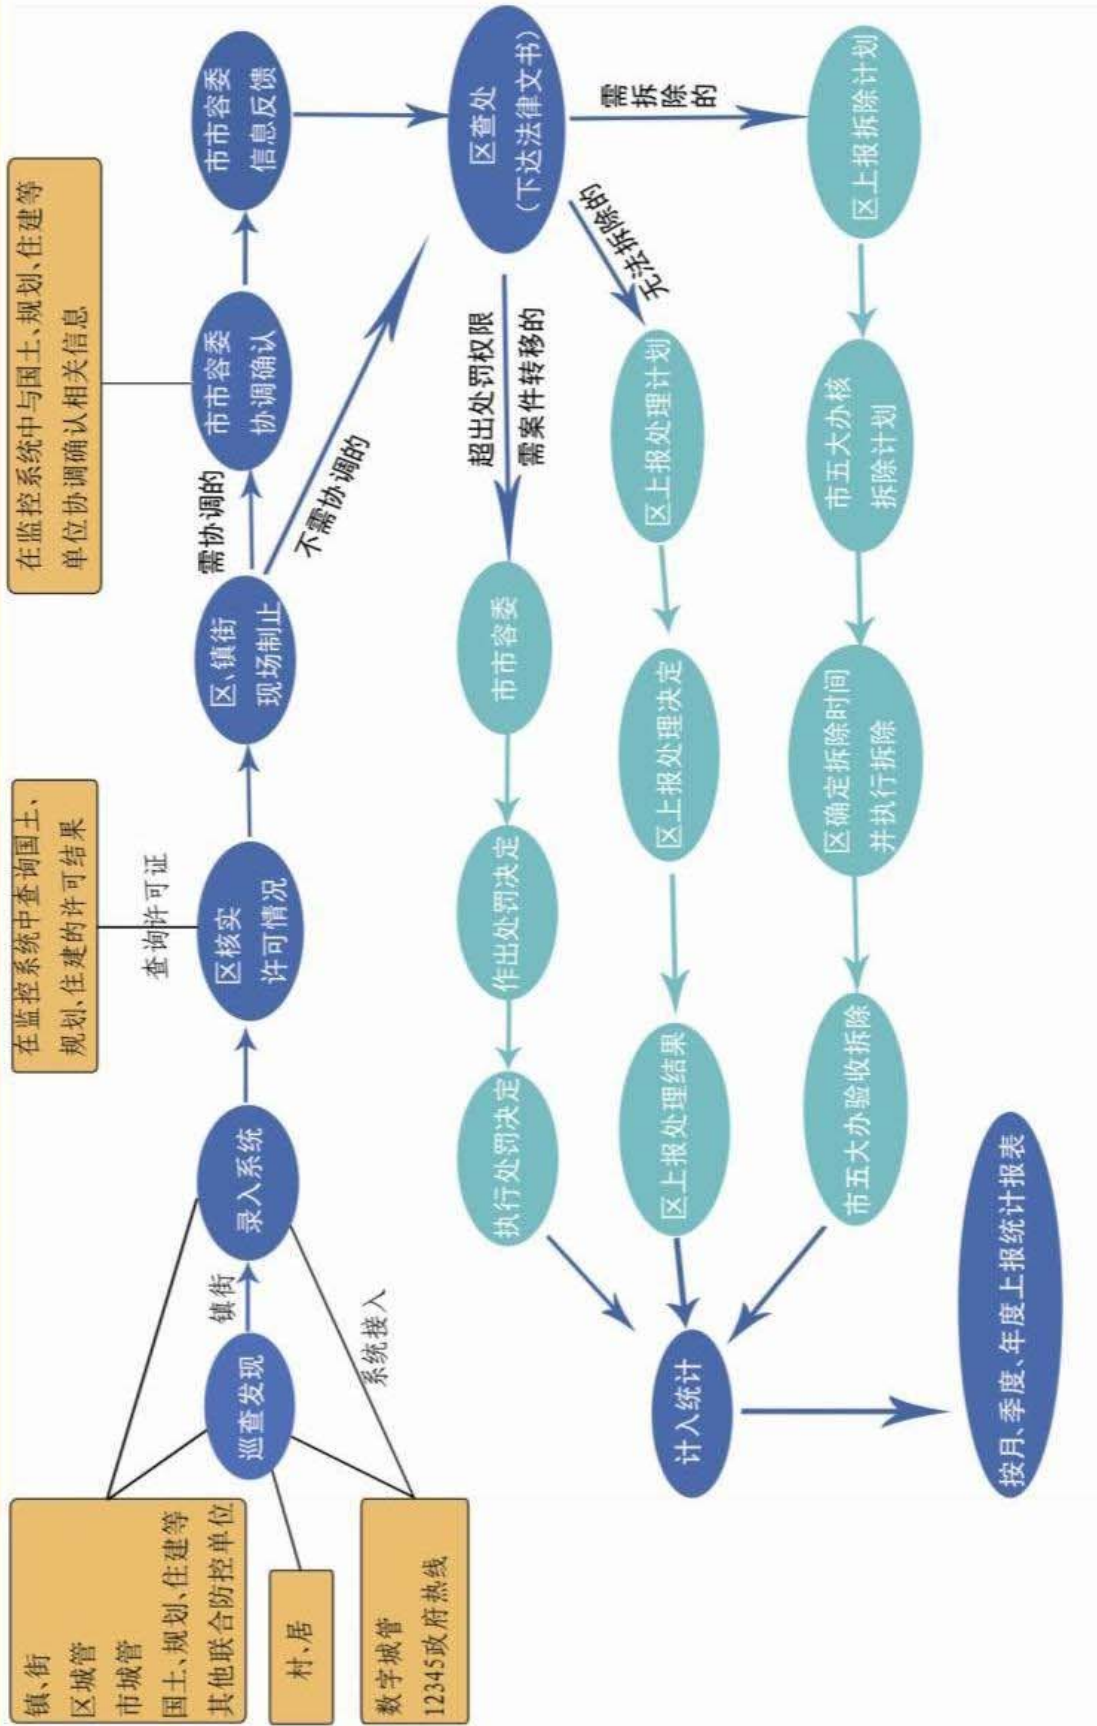 镇、街
区城管
市城管
国土、规划、住建等
其他联合防控单位
村、居
数字城管
12345政府热线
巡查发现
镇街
系统接入
录入系统
在监控系统中查询国土、
规划、住建的许可结果
查询许可证
区核实
许可情况
区、镇街
现场制止
需协调的
不需协调的
在监控系统中与国土、规划、住建等
单位协调确认相关信息
市市容委
协调确认
市市容委
信息反馈
区查处
(下达法律文书)
超出处罚权限
需案件转移的
无法拆除的
需拆除的
市市容委
作出处罚决定
执行处罚决定
区上报处理计划
区上报处理决定
区上报处理结果
区上报拆除计划
市五大办核
拆除计划
区确定拆除时间
并执行拆除
市五大办验收拆除
计入统计
按月、季度、年度上报统计报表